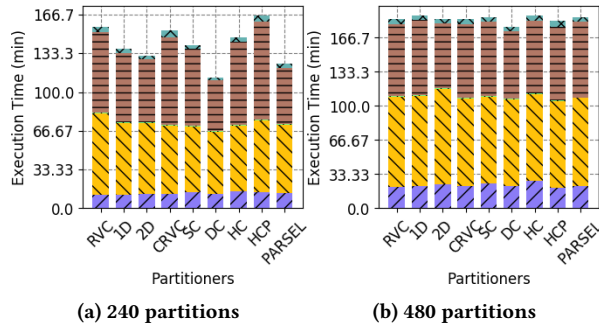 Execution Time (min)
166.7
133.3
100.0
66.67
33.33
0.0
RVC 1D 2D CRVC SC DC HC HCP PARSEL
Partitioners
(a) 240 partitions
Execution Time (min)
166.7
133.3
100.0
66.67
33.33
0.0
RVC 1D 2D CRVC SC DC HC HCP PARSEL
Partitioners
(b) 480 partitions